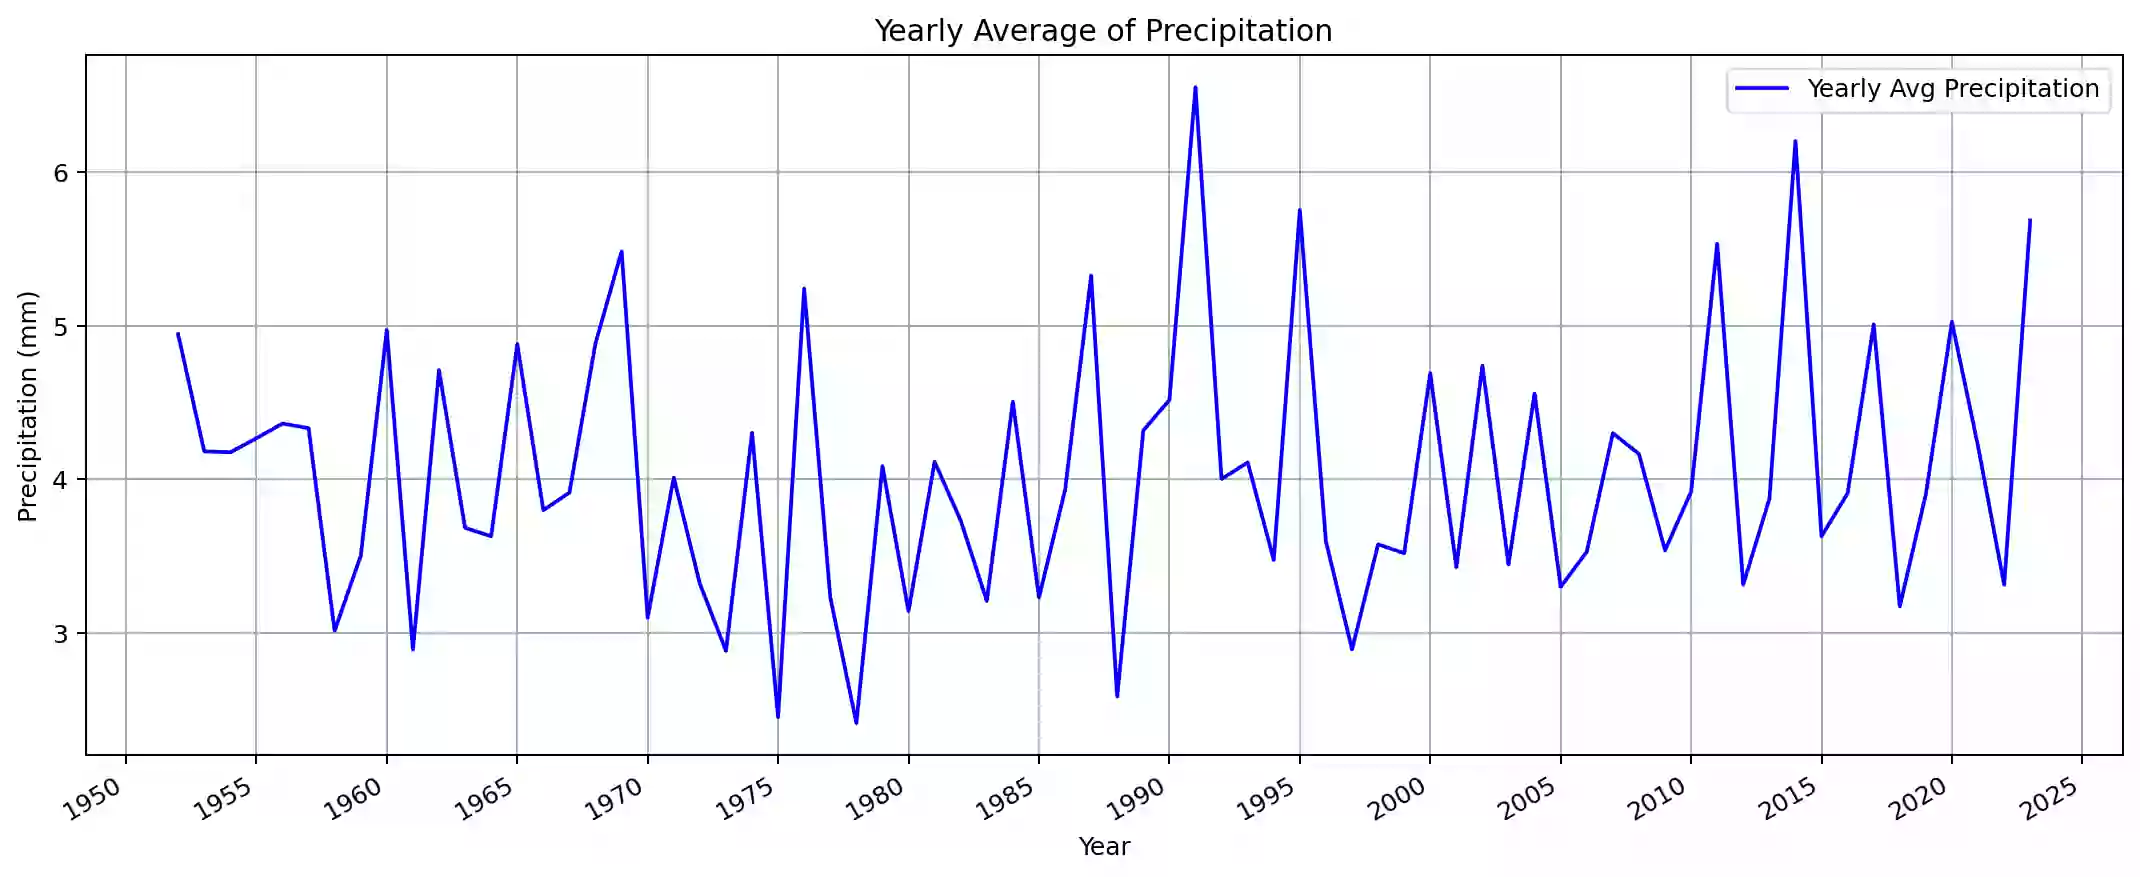 Yearly Average of Precipitation
Yearly Avg Precipitation
Precipitation (mm)
6
5
4
3
1950 1955 1960 1965 1970 1975 1980 1985 1990 1995 2000 2005 2010 2015 2020 2025
Year